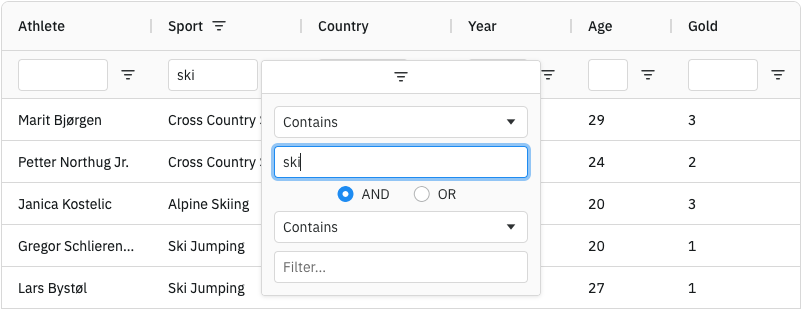 Athlete Sport Country Year Age Gold
ski
Contains
ski
AND OR
Contains
Filter...
Marit Bjørgen Cross Country 29 3
Petter Northug Jr. Cross Country 24 2
Janica Kostelic Alpine Skiing 20 3
Gregor Schlieren... Ski Jumping 20 1
Lars Bystøl Ski Jumping 27 1